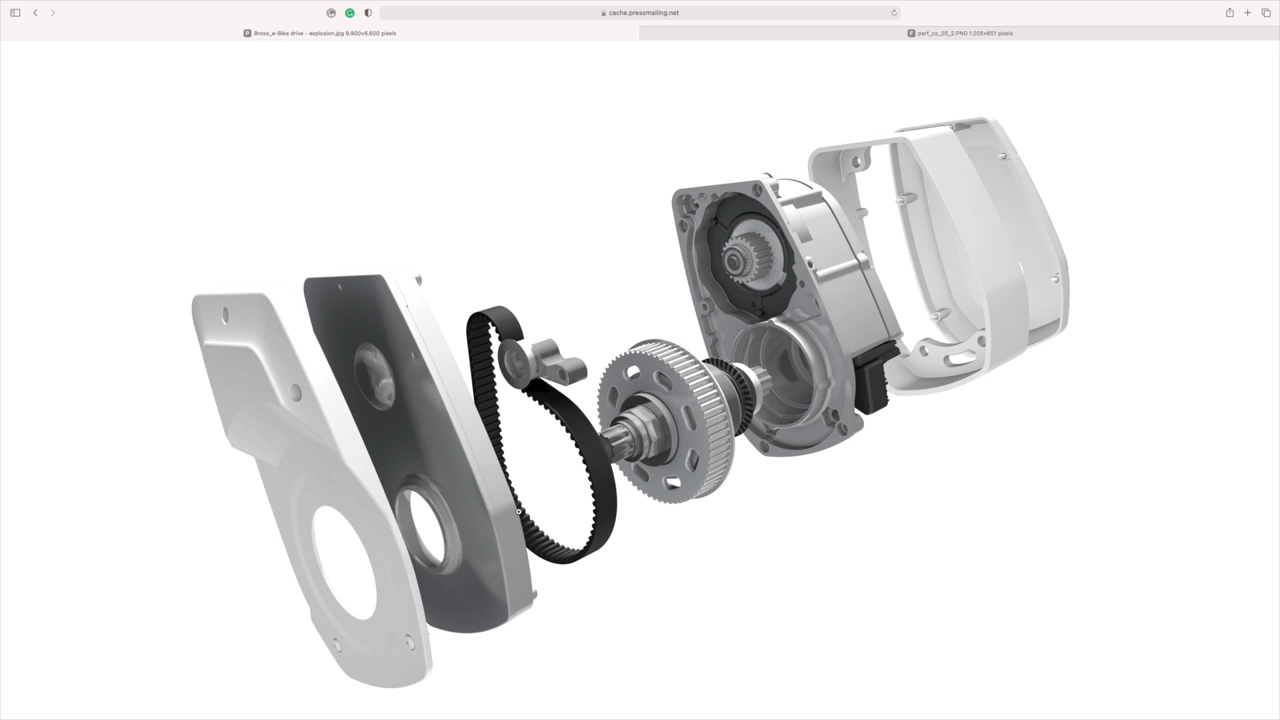 cache.pressmailing.net
P Brose_e-Bike drive - explosion.jpg 9.900×6.600 pixels
F perf_cx_20_2.PNG 1.205×651 pixels